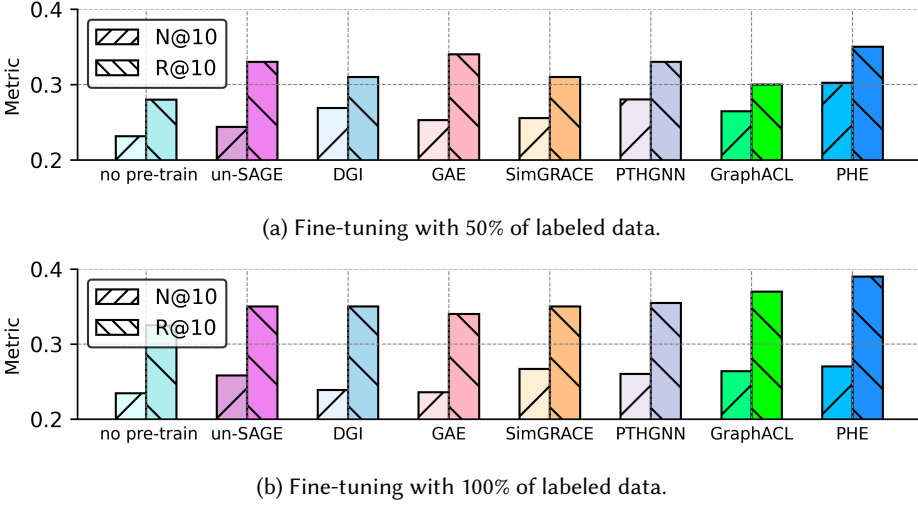 0.4
N@10
R@10
0.3
Metric
0.2
no pre-train un-SAGE DGI GAE SimGRACE PTHGNN GraphACL PHE
(a) Fine-tuning with 50% of labeled data.
0.4
N@10
R@10
0.3
Metric
0.2
no pre-train un-SAGE DGI GAE SimGRACE PTHGNN GraphACL PHE
(b) Fine-tuning with 100% of labeled data.